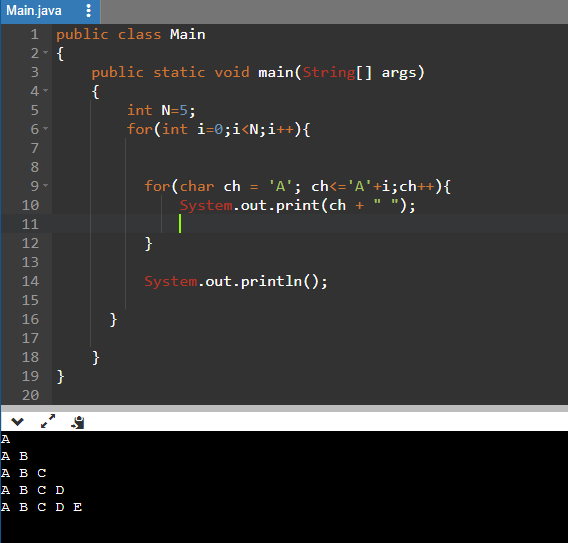 Main.java
1 public class Main
2 {
3 public static void main(String[] args)
4 {
5 int N=5;
6 for(int i=0;i<N;i++){
7
8
9 for(char ch = 'A'; ch<='A'+i;ch++){
10 System.out.print(ch + " ");
11
12 }
13
14 System.out.println();
15
16 }
17
18 }
19 }
20
A
A B
A B C
A B C D
A B C D E